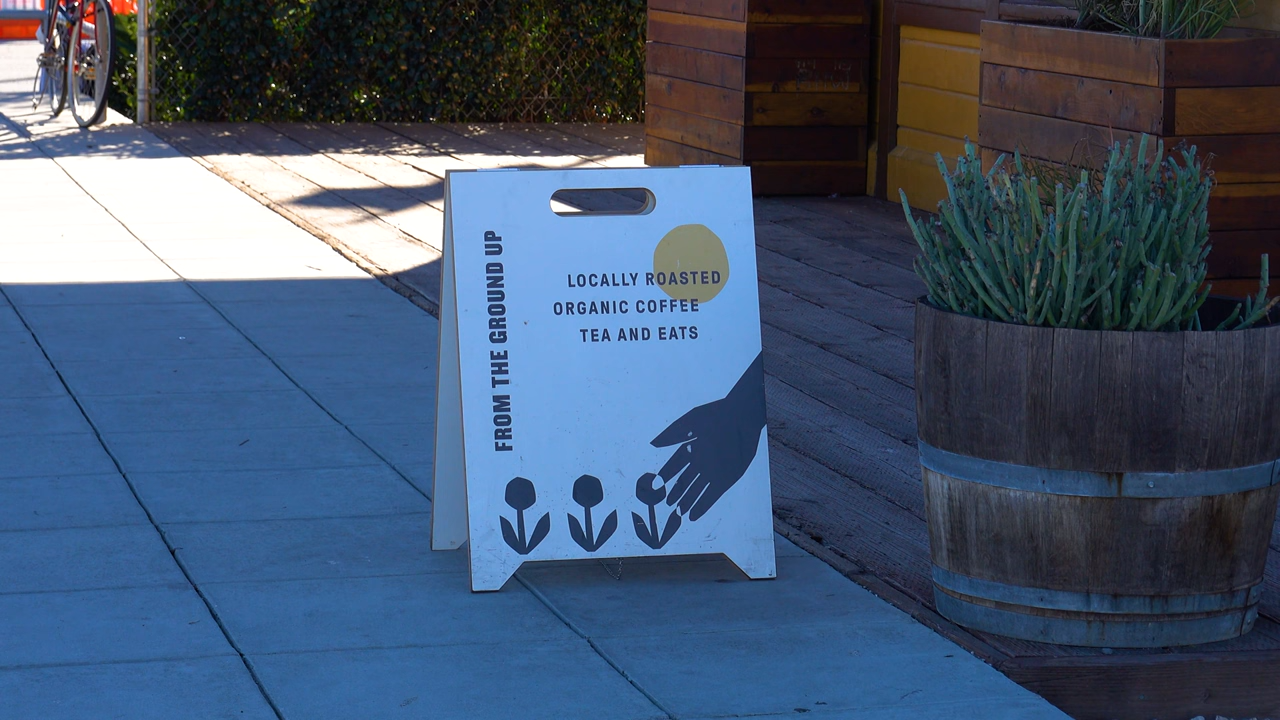 FROM THE GROUND UP
LOCALLY ROASTED
ORGANIC COFFEE
TEA AND EATS